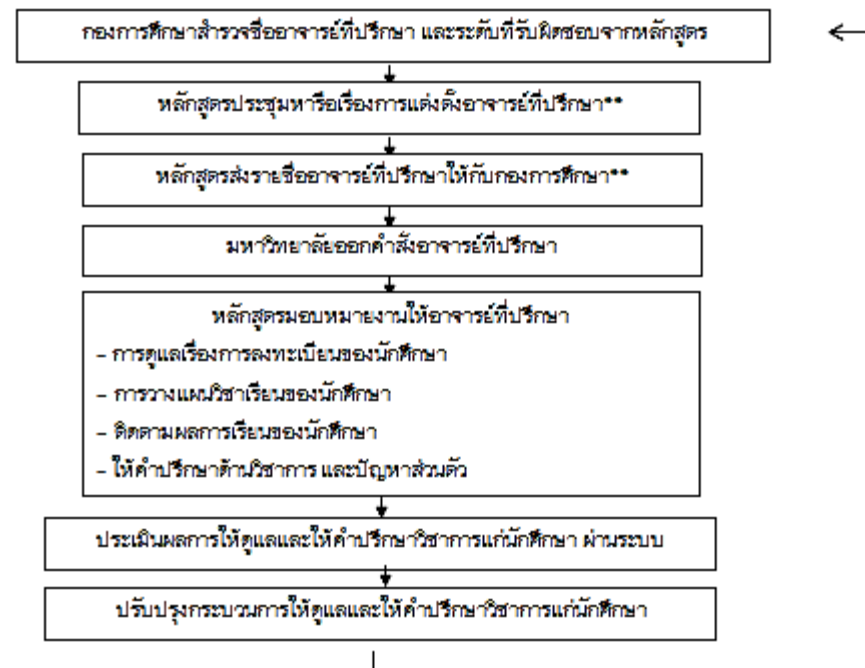 กองการศึกษาสำรวจชื่ออาจารย์ที่ปรึกษา และระดับที่รับผิดชอบจากหลักสูตร
หลักสูตรประชุมหารือเรื่องการแต่งตั้งอาจารย์ที่ปรึกษา**
หลักสูตรส่งรายชื่ออาจารย์ที่ปรึกษาให้กับกองการศึกษา**
มหาวิทยาลัยออกคำสั่งอาจารย์ที่ปรึกษา
หลักสูตรมอบหมายงานให้อาจารย์ที่ปรึกษา
– การดูแลเรื่องการลงทะเบียนของนักศึกษา
– การวางแผนวิชาเรียนของนักศึกษา
– ติดตามผลการเรียนของนักศึกษา
– ให้คำปรึกษาด้านวิชาการ และปัญหาส่วนตัว
ประเมินผลการให้ดูแลและให้คำปรึกษาวิชาการแก่นักศึกษา ผ่านระบบ
ปรับปรุงกระบวนการให้ดูแลและให้คำปรึกษาวิชาการแก่นักศึกษา